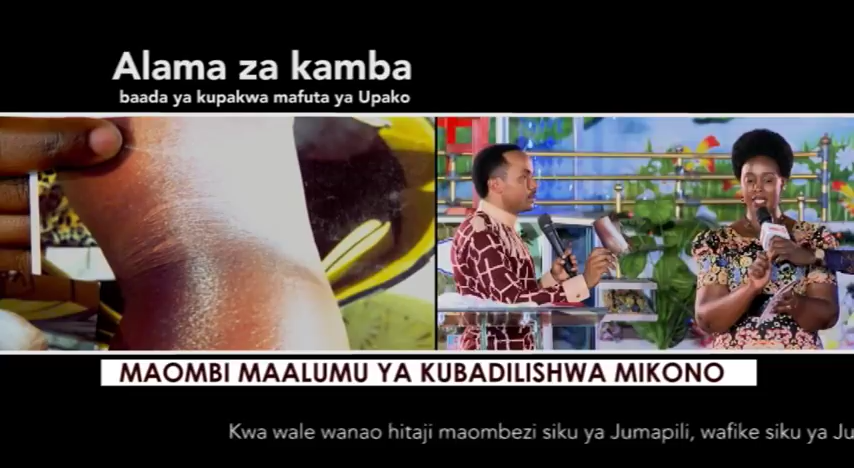 Alama za kamba
baada ya kupakwa mafuta ya Upako
MAOMBI MAALUMU YA KUBADILISHWA MIKONO
Kwa wale wanao hitaji maombezi siku ya Jumapili, wafike siku ya Ju